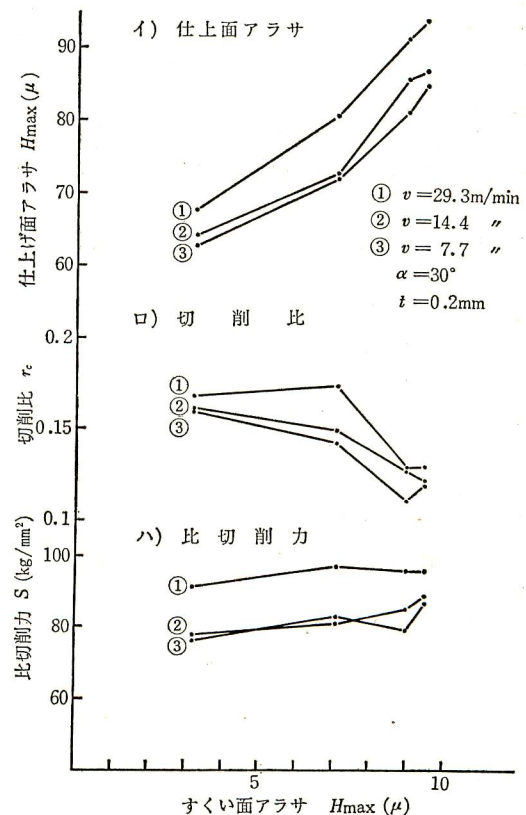 イ) 仕上面アラサ
仕上げ面アラサ Hmax (μ)
90
80
70
60
①
②
③
① v=29.3m/min
② v=14.4 〃
③ v= 7.7 〃
α=30°
t=0.2mm
ロ) 切削比
切削比 rc
0.2
0.15
0.1
①
②
③
ハ) 比切削力
比切削力 S (kg/mm²)
100
80
60
①
②
③
5
10
すくい面アラサ Hmax (μ)